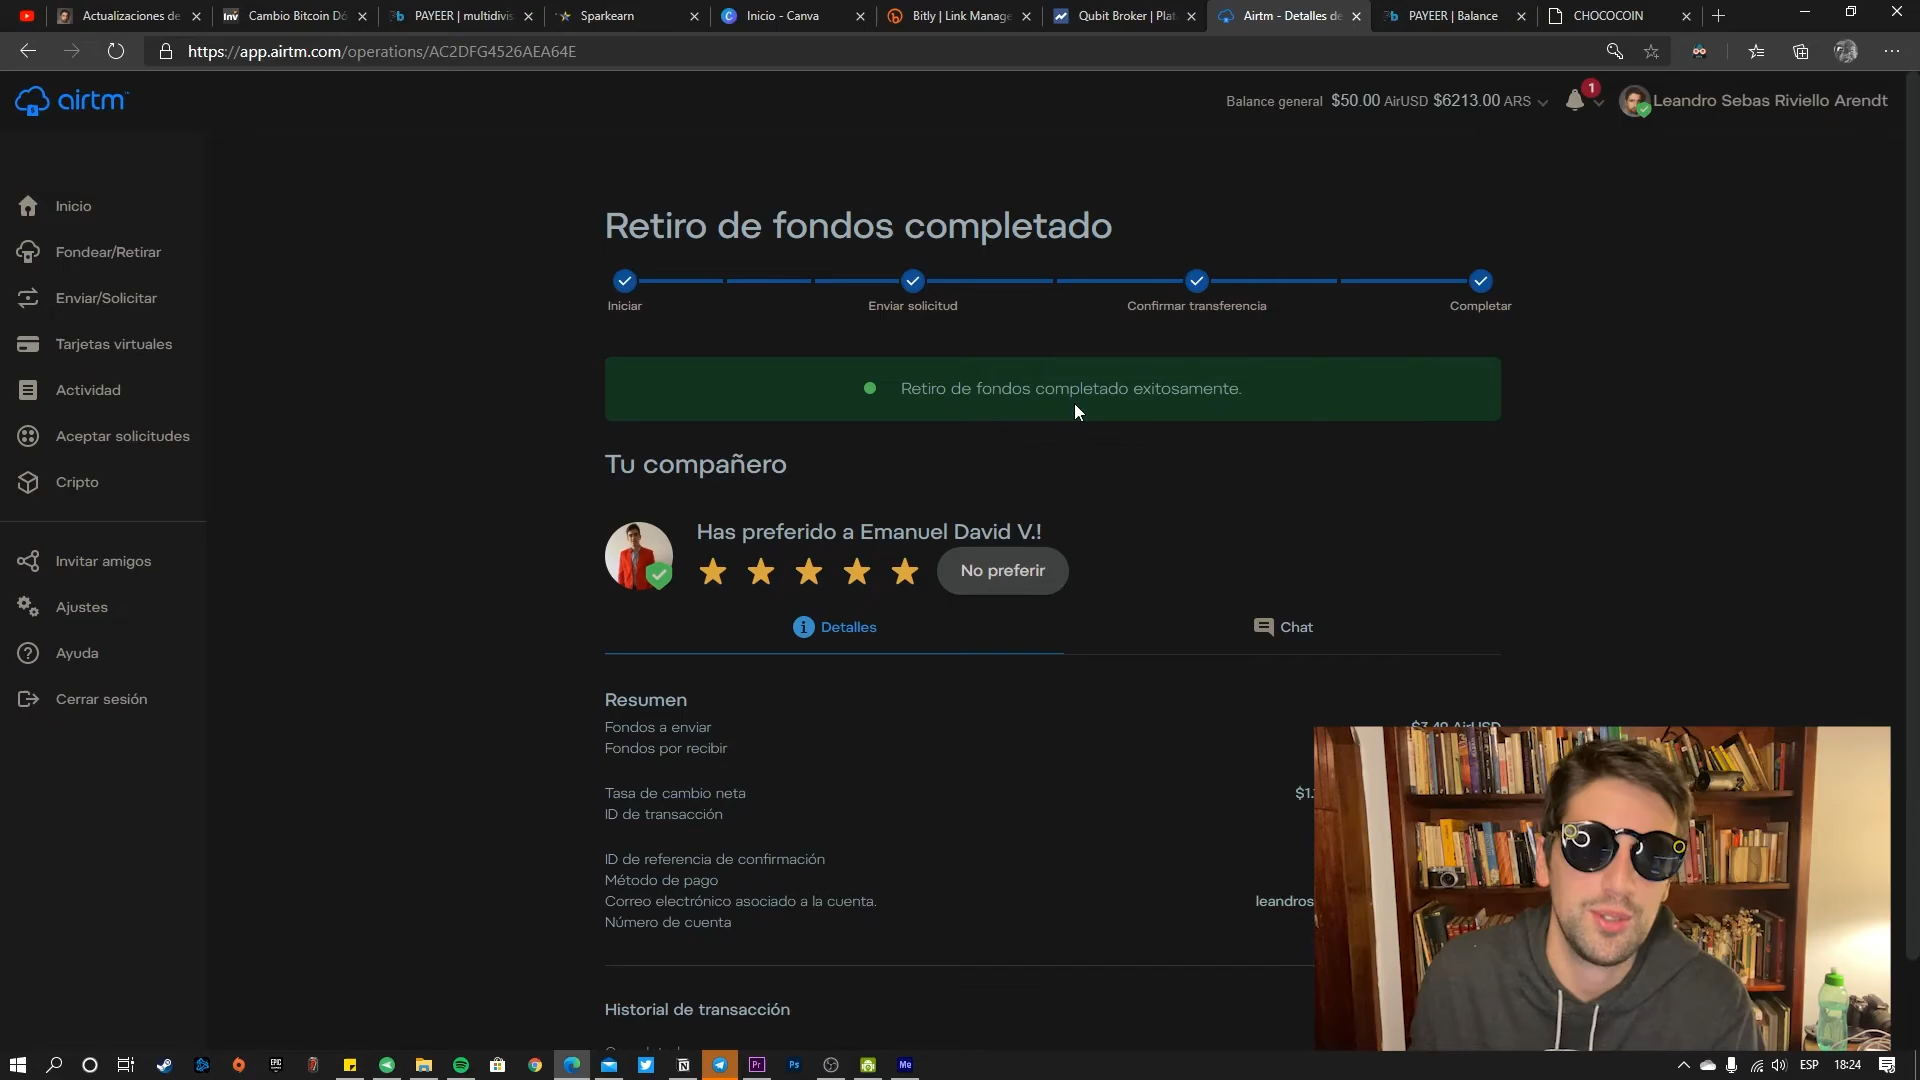 Actualizaciones de
Cambio Bitcoin Dó
PAYEER | multidivis
Sparkearn
Inicio - Canva
Bitly | Link Manage
Qubit Broker | Plat
Airtm - Detalles de
PAYEER | Balance
CHOCOCOIN
https://app.airtm.com/operations/AC2DFG4526AEA64E
airtm
Balance general $50.00 AirUSD $6213.00 ARS
1
Leandro Sebas Riviello Arendt
Inicio
Fondear/Retirar
Enviar/Solicitar
Tarjetas virtuales
Actividad
Aceptar solicitudes
Cripto
Invitar amigos
Ajustes
Ayuda
Cerrar sesión
Retiro de fondos completado
Iniciar
Enviar solicitud
Confirmar transferencia
Completar
Retiro de fondos completado exitosamente.
Tu compañero
Has preferido a Emanuel David V.!
No preferir
Detalles
Chat
Resumen
Fondos a enviar
Fondos por recibir
Tasa de cambio neta $1.
ID de transacción
ID de referencia de confirmación
Método de pago
Correo electrónico asociado a la cuenta. leandros
Número de cuenta
Historial de transacción
ESP
18:24